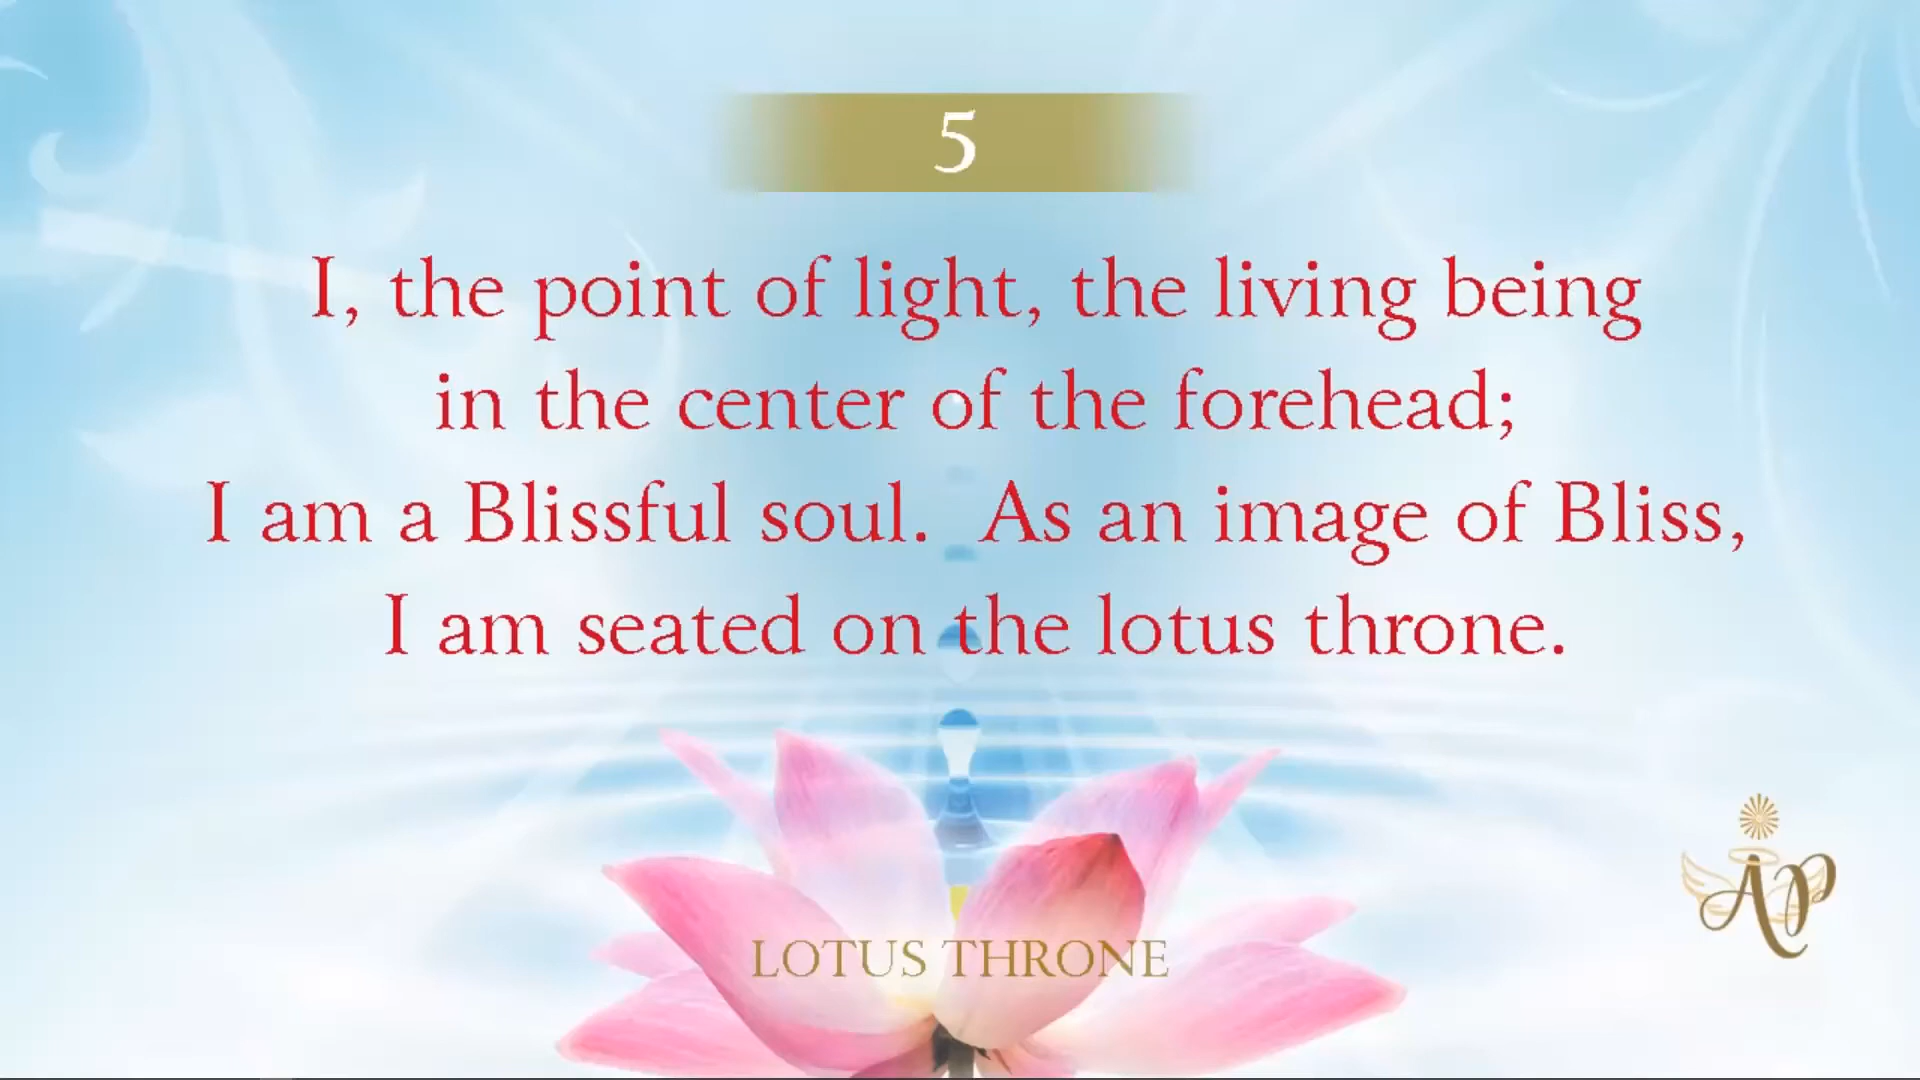 5
I, the point of light, the living being
in the center of the forehead;
I am a Blissful soul.  As an image of Bliss,
I am seated on the lotus throne.
LOTUS THRONE
AP